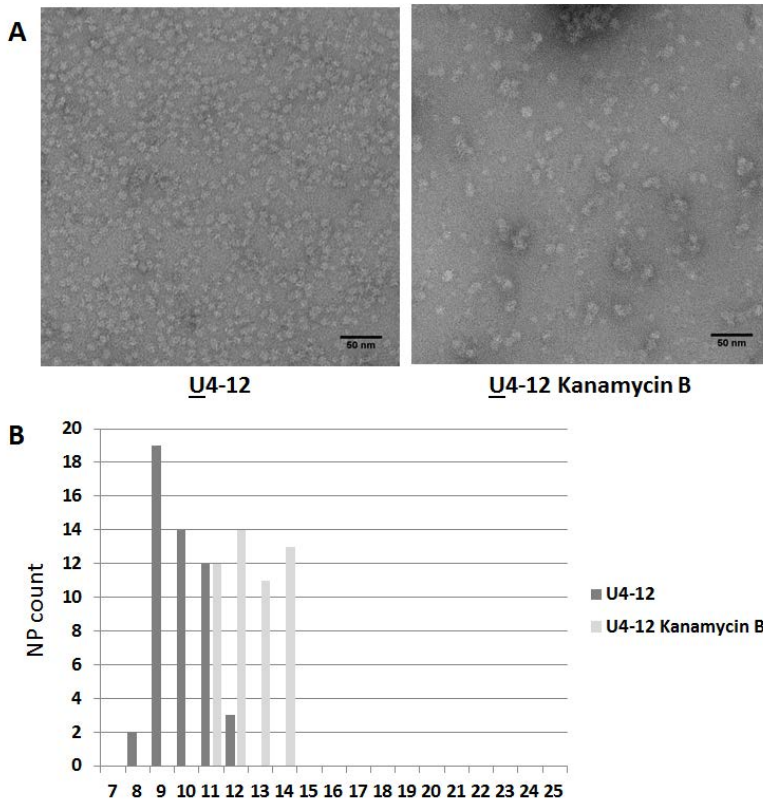 A
50 nm
50 nm
U4-12
U4-12 Kanamycin B
B
20
18
16
14
12
10
8
6
4
2
0
NP count
7 8 9 10 11 12 13 14 15 16 17 18 19 20 21 22 23 24 25
U4-12
U4-12 Kanamycin B